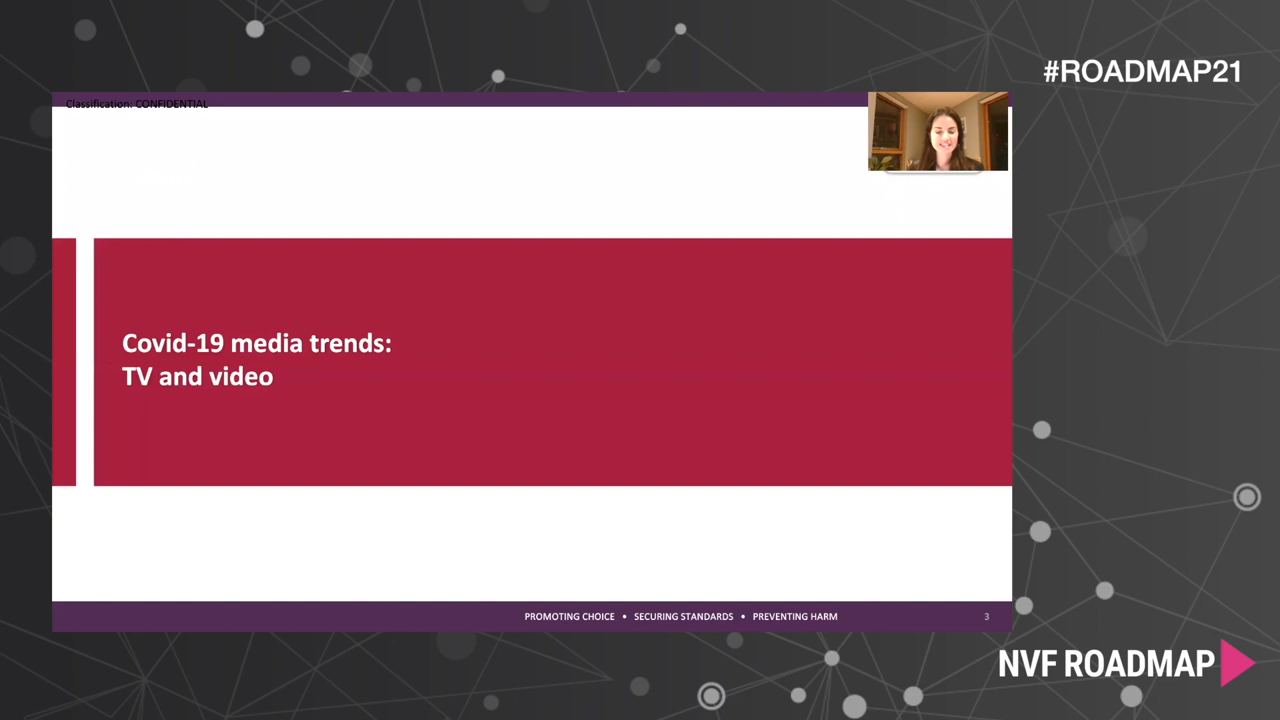 #ROADMAP21
Classification: CONFIDENTIAL
Covid-19 media trends:
TV and video
PROMOTING CHOICE • SECURING STANDARDS • PREVENTING HARM
3
NVF ROADMAP